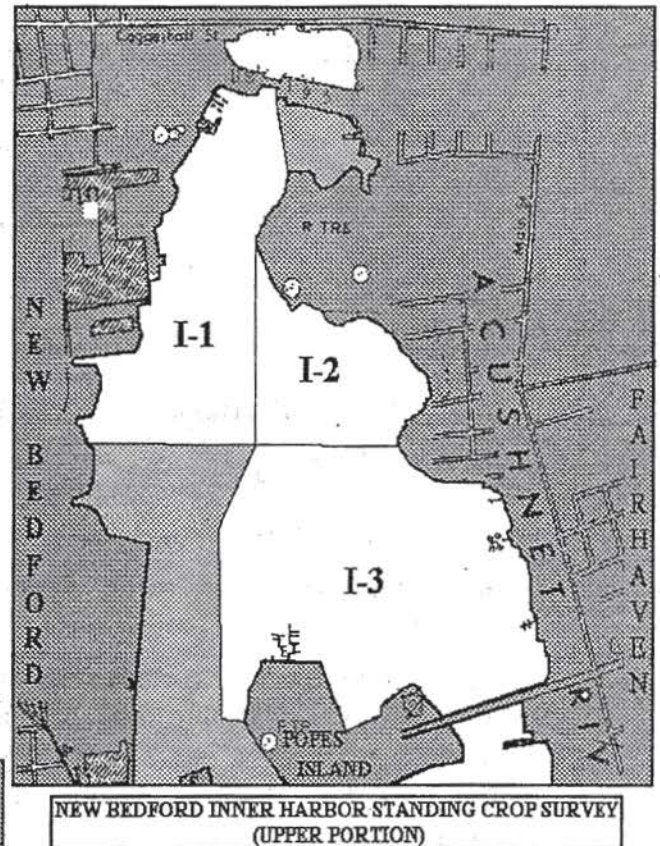 Coggeshall St
R TRS
NEW BEDFORD
I-1
I-2
ACUSHNET RIV
FAIRHAVEN
I-3
POPES
ISLAND
NEW BEDFORD INNER HARBOR STANDING CROP SURVEY
(UPPER PORTION)